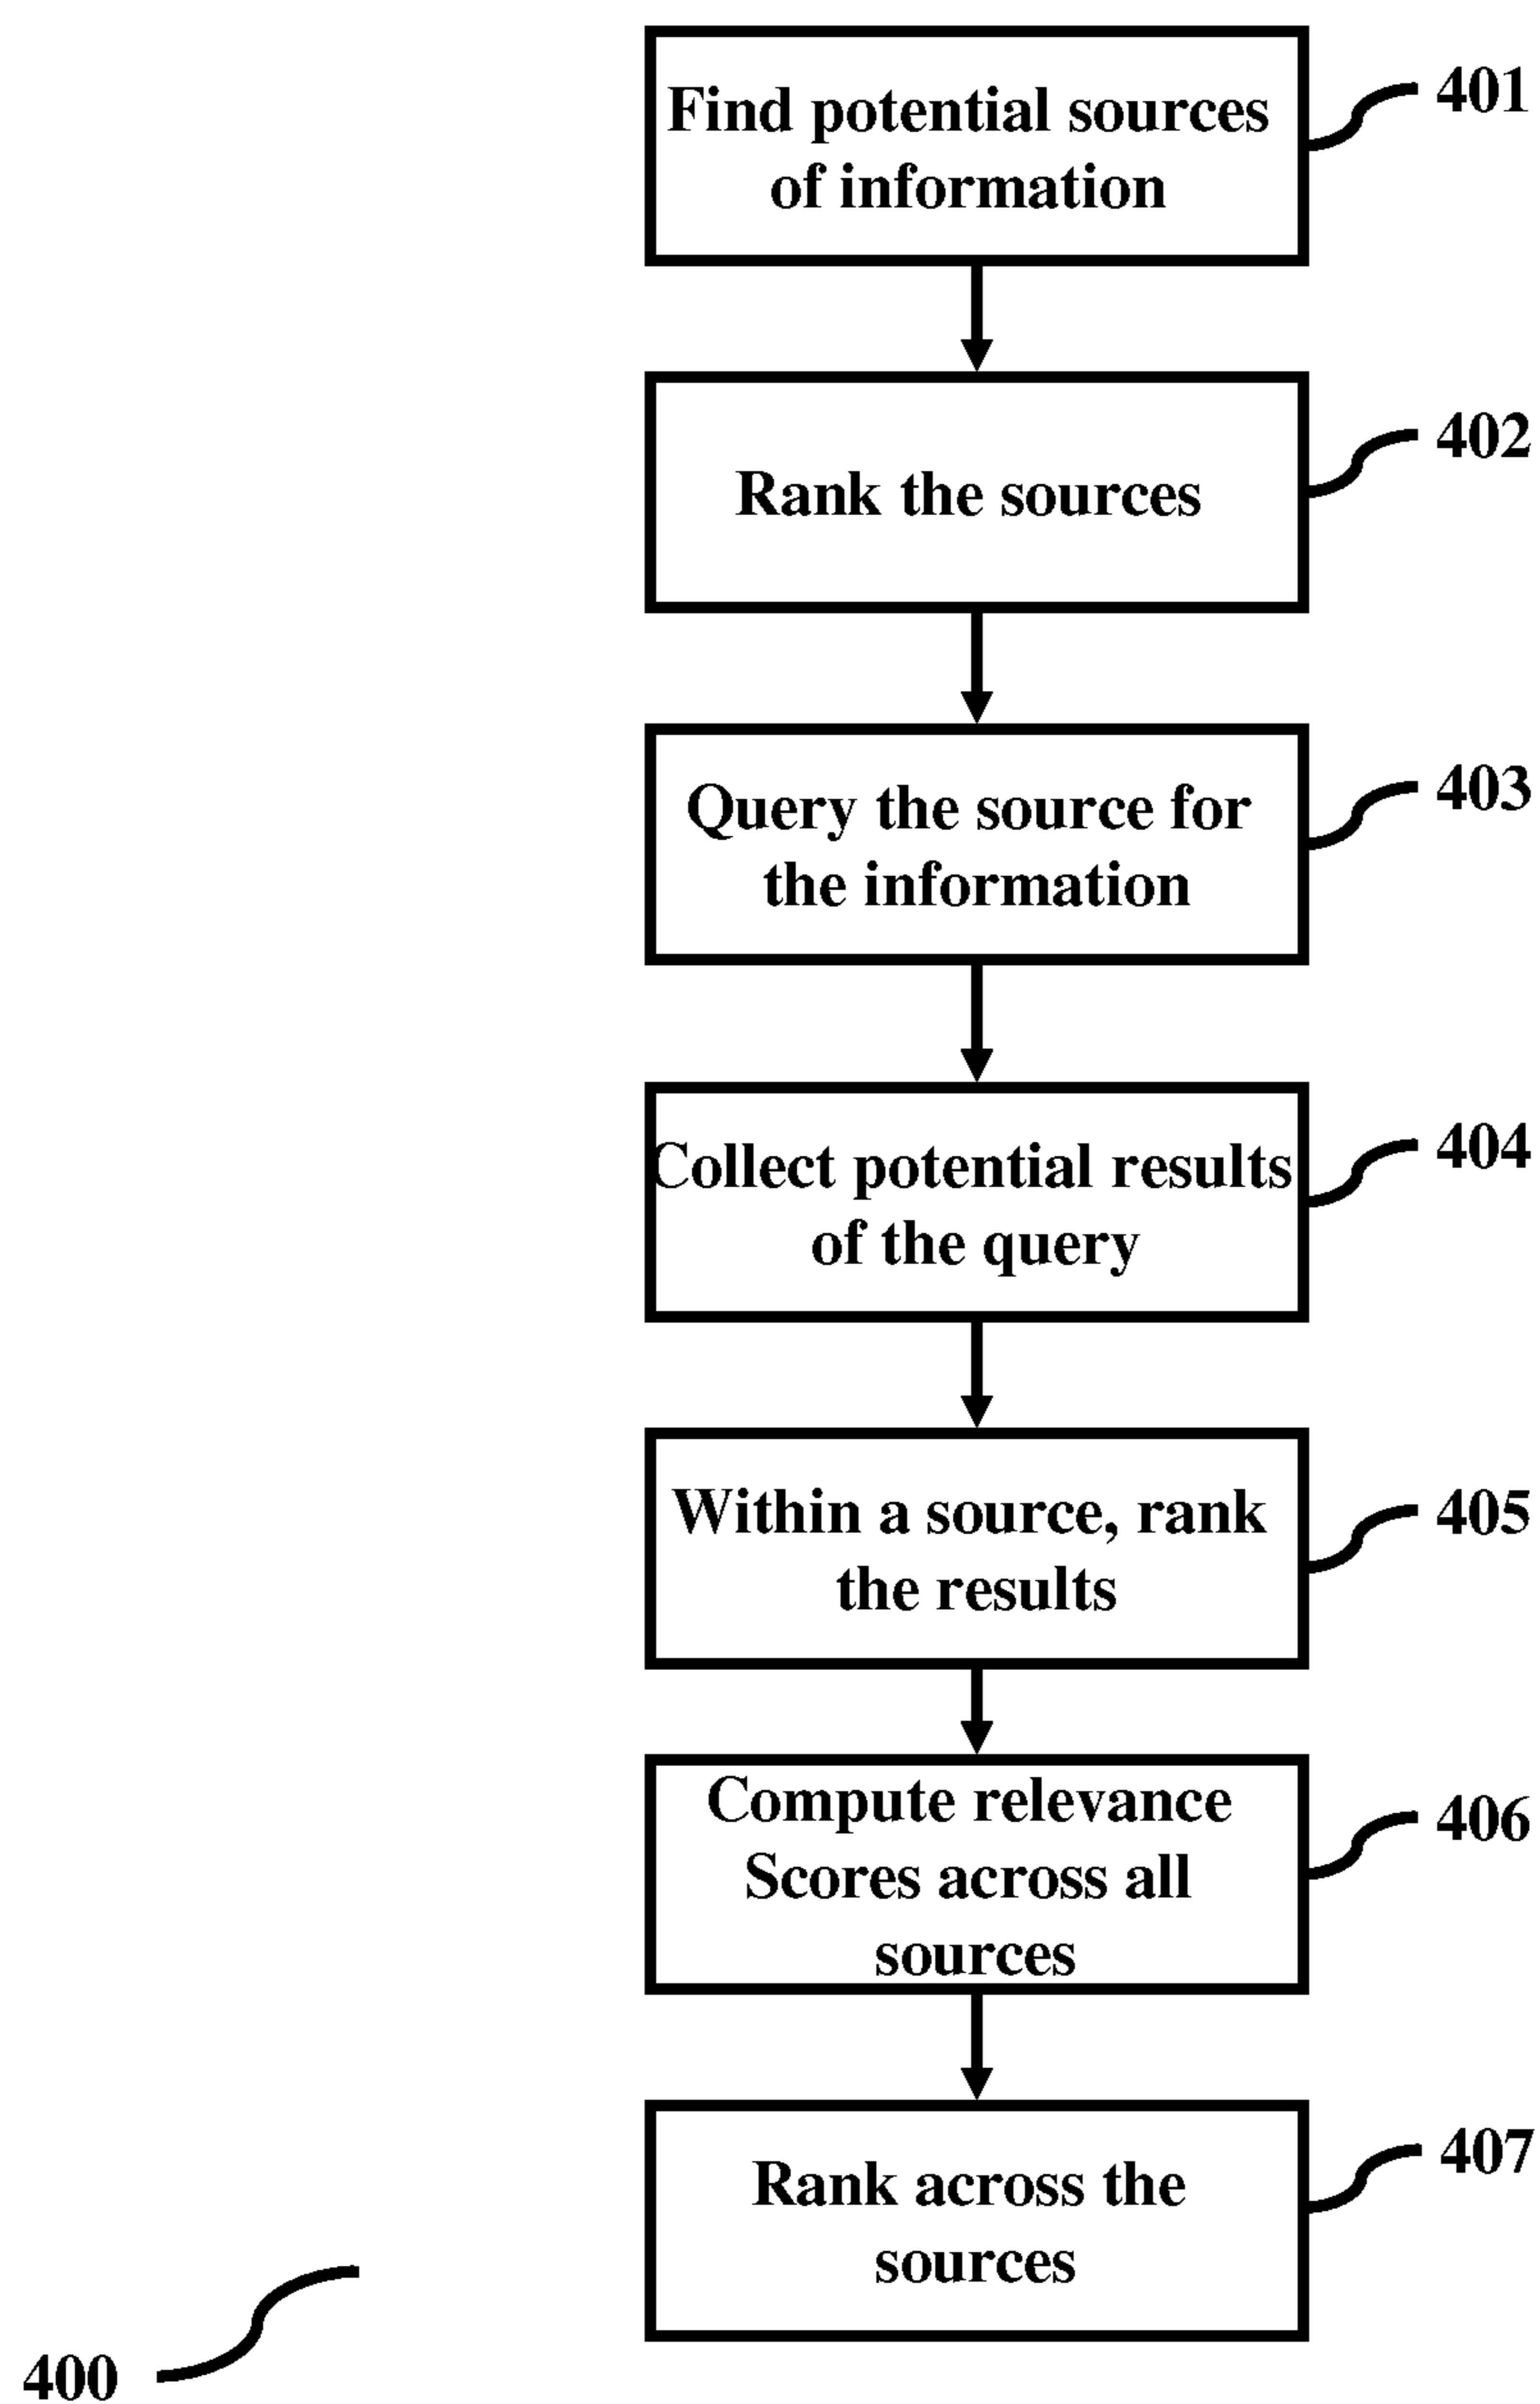 Find potential sources
of information
401
Rank the sources
402
Query the source for
the information
403
Collect potential results
of the query
404
Within a source, rank
the results
405
Compute relevance
Scores across all
sources
406
Rank across the
sources
407
400